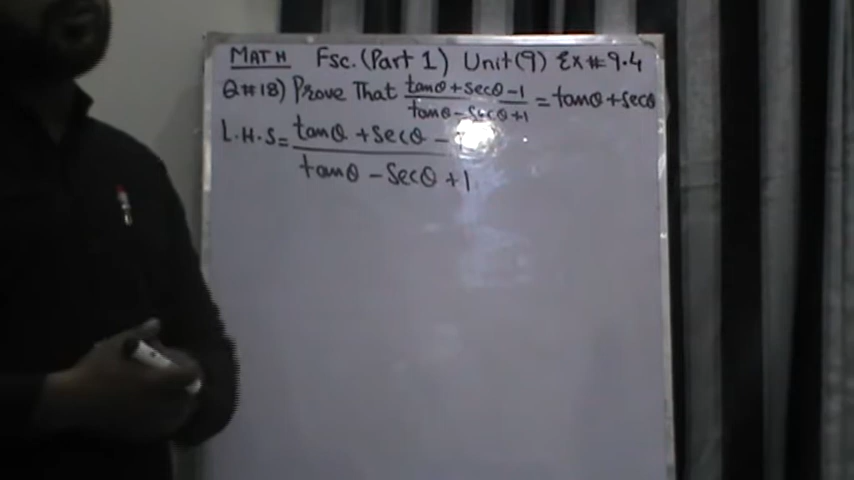 MATH Fsc.(Part 1) Unit(9) Ex#9.4
Q#18) Prove That (tanθ+secθ-1)/(tanθ-secθ+1) = tanθ+secθ
L.H.S = (tanθ+secθ-)/(tanθ-secθ+1)